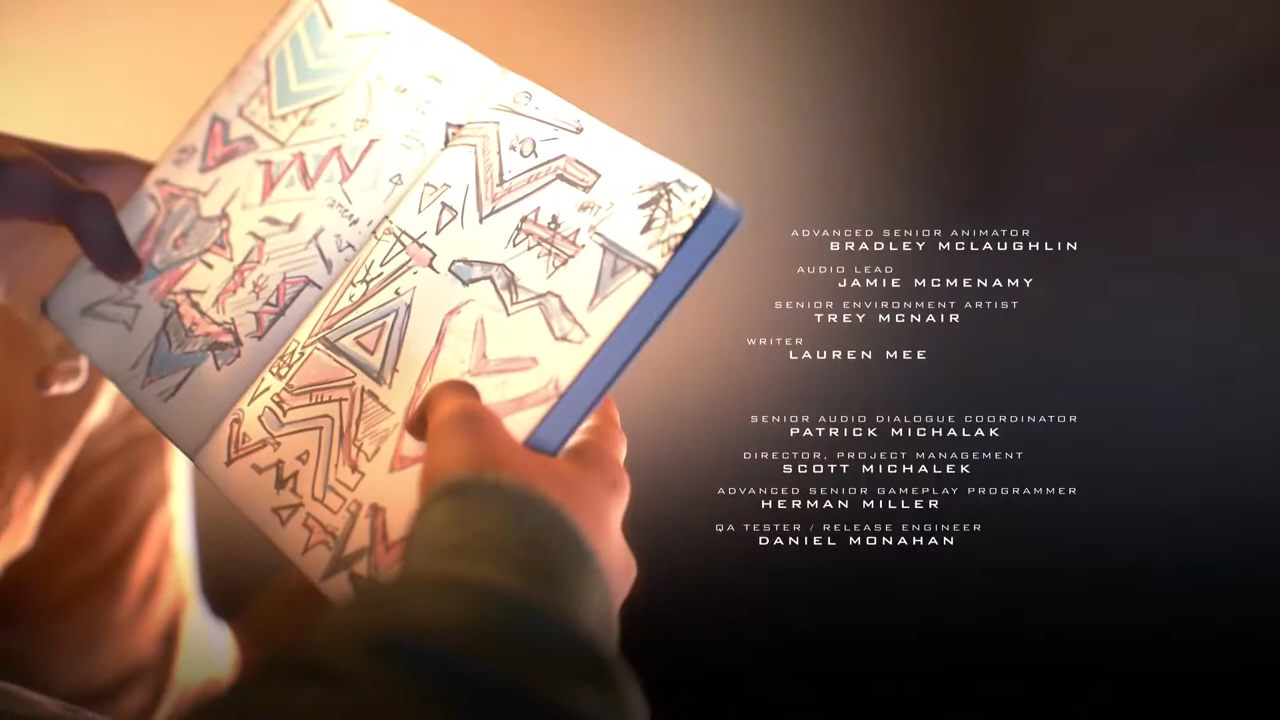 ADVANCED SENIOR ANIMATOR
BRADLEY MCLAUGHLIN
AUDIO LEAD
JAMIE MCMENAMY
SENIOR ENVIRONMENT ARTIST
TREY MCNAIR
WRITER
LAUREN MEE
SENIOR AUDIO DIALOGUE COORDINATOR
PATRICK MICHALAK
DIRECTOR, PROJECT MANAGEMENT
SCOTT MICHALEK
ADVANCED SENIOR GAMEPLAY PROGRAMMER
HERMAN MILLER
QA TESTER / RELEASE ENGINEER
DANIEL MONAHAN